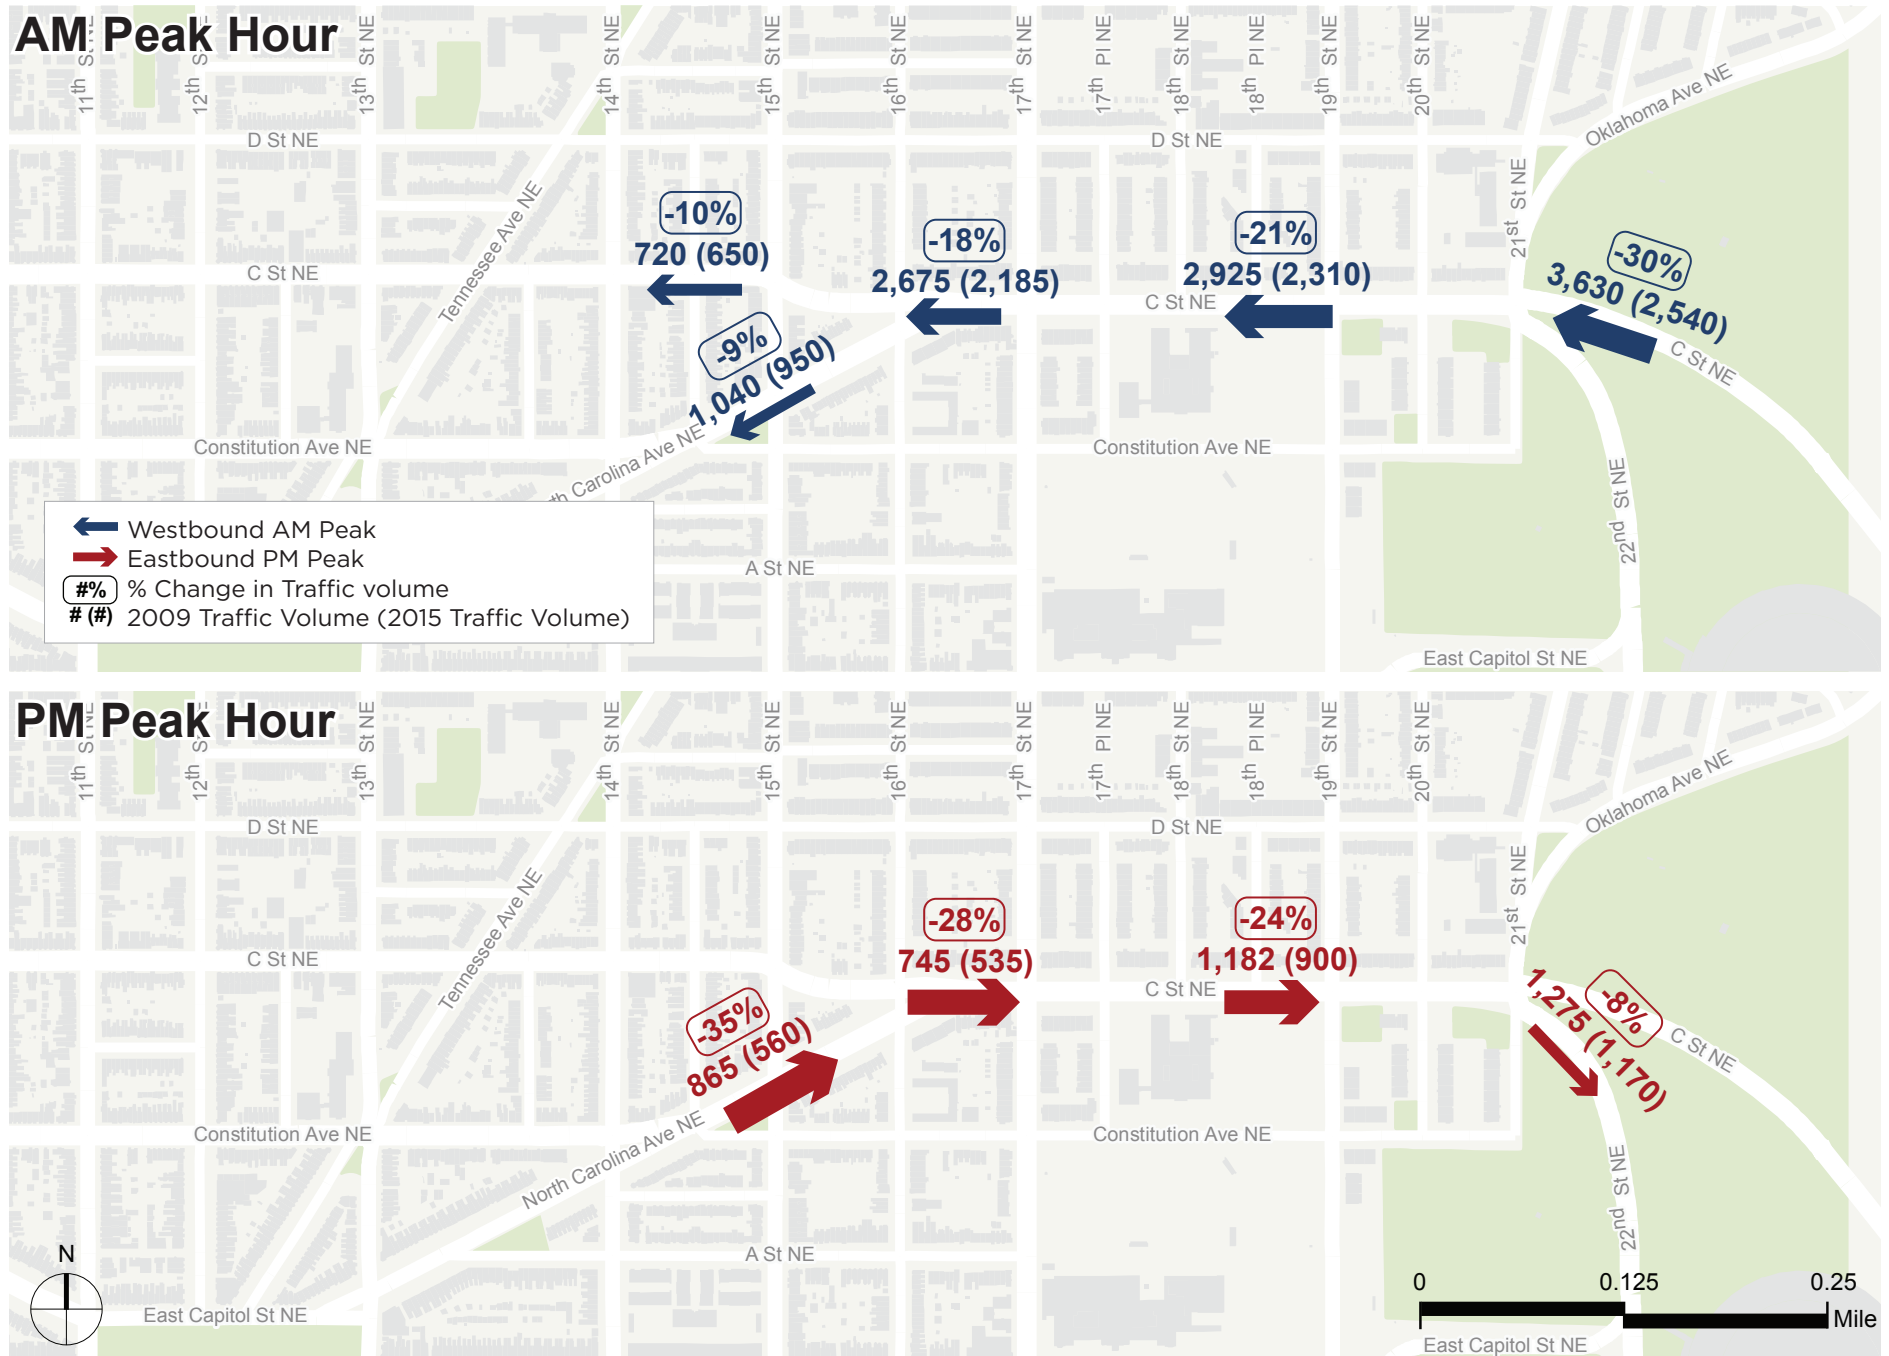 AM Peak Hour
11th St NE
12th S
13th St NE
14th St NE
15th St NE
16th St NE
17th St NE
17th Pl NE
18th St NE
18th Pl NE
19th St NE
20th St NE
Oklahoma Ave NE
D St NE
D St NE
21st St NE
Tennessee Ave NE
-10%
720 (650)
-18%
2,675 (2,185)
-21%
2,925 (2,310)
-30%
3,630 (2,540)
C St NE
C St NE
C St NE
-9%
1,040 (950)
Constitution Ave NE
th Carolina Ave NE
Constitution Ave NE
22nd St NE
Westbound AM Peak
Eastbound PM Peak
#% % Change in Traffic volume
# (#) 2009 Traffic Volume (2015 Traffic Volume)
A St NE
East Capitol St NE
PM Peak Hour
11th St NE
12th S
13th St NE
14th St NE
15th St NE
16th St NE
17th St NE
17th Pl NE
18th St NE
18th Pl NE
19th St NE
20th St NE
Oklahoma Ave NE
D St NE
D St NE
21st St NE
Tennessee Ave NE
-28%
745 (535)
-24%
1,182 (900)
C St NE
C St NE
-8%
1,275 (1,170)
C St NE
-35%
865 (560)
Constitution Ave NE
North Carolina Ave NE
Constitution Ave NE
22nd St NE
N
A St NE
East Capitol St NE
0 0.125 0.25
Mile
East Capitol St NE